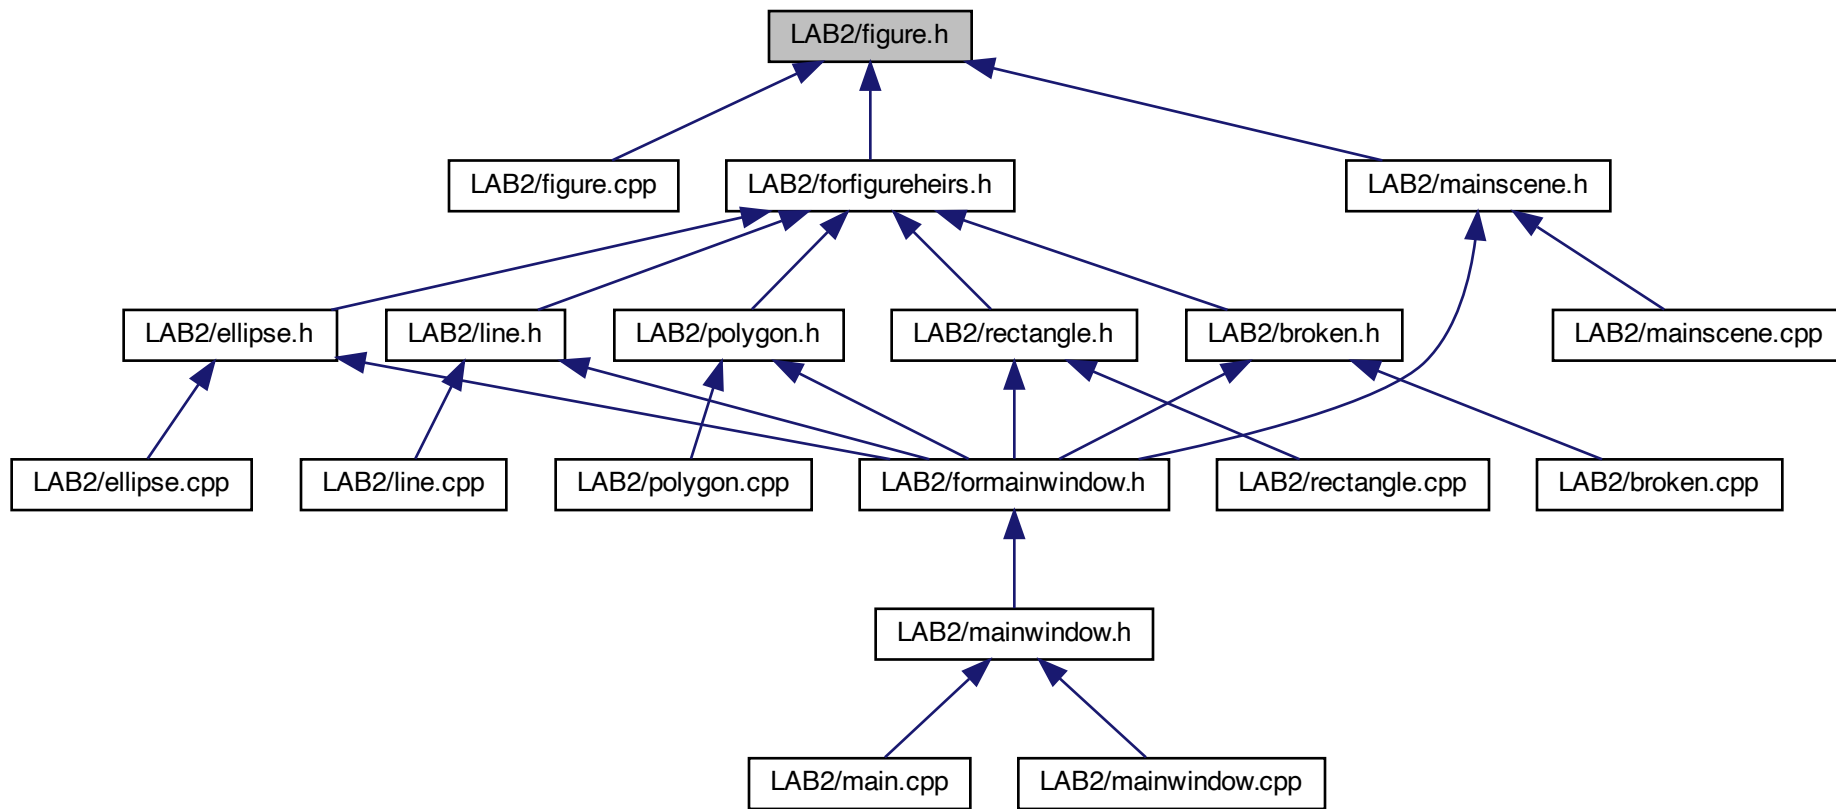 LAB2/figure.h
LAB2/figure.cpp
LAB2/forfigureheirs.h
LAB2/mainscene.h
LAB2/ellipse.h
LAB2/line.h
LAB2/polygon.h
LAB2/rectangle.h
LAB2/broken.h
LAB2/mainscene.cpp
LAB2/ellipse.cpp
LAB2/line.cpp
LAB2/polygon.cpp
LAB2/formainwindow.h
LAB2/rectangle.cpp
LAB2/broken.cpp
LAB2/mainwindow.h
LAB2/main.cpp
LAB2/mainwindow.cpp